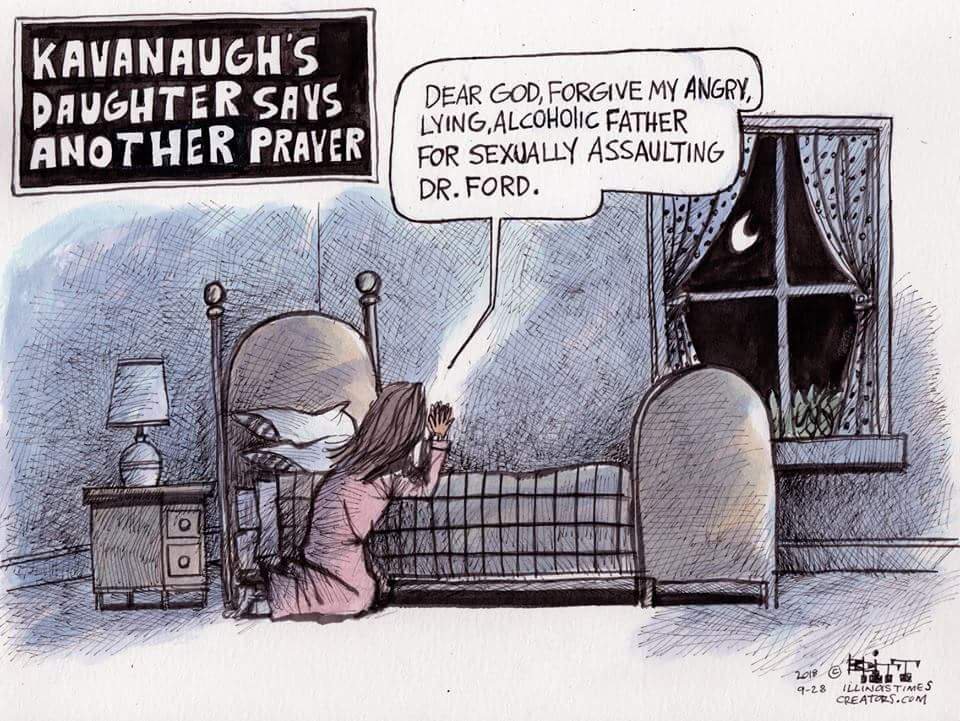 KAVANAUGH'S
DAUGHTER SAYS
ANOTHER PRAYER
DEAR GOD, FORGIVE MY ANGRY,
LYING, ALCOHOLIC FATHER
FOR SEXUALLY ASSAULTING
DR. FORD.
2018 ©
9-28 ILLINOISTIMES
CREATORS.COM